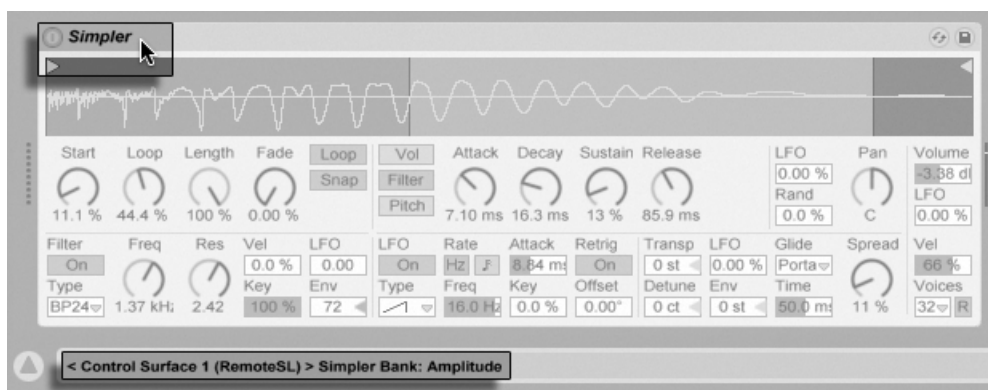 Simpler
Start Loop Length Fade Loop Vol Attack Decay Sustain Release LFO Pan Volume
Snap Filter 0.00 % -3.38 dB
Pitch Rand LFO
11.1 % 44.4 % 100 % 0.00 % 7.10 ms 16.3 ms 13 % 85.9 ms 0.0 % C 0.00 %
Filter Freq Res Vel LFO LFO Rate Attack Retrig Transp LFO Glide Spread Vel
On 0.0 % 0.00 On Hz 8.84 ms On 0 st 0.00 % Porta 66 %
Type Key Env Type Freq Key Offset Detune Env Time Voices
BP24 1.37 kHz 2.42 100 % 72 16.0 Hz 0.0 % 0.00° 0 ct 0 st 50.0 ms 11 % 32 R
< Control Surface 1 (RemoteSL) > Simpler Bank: Amplitude